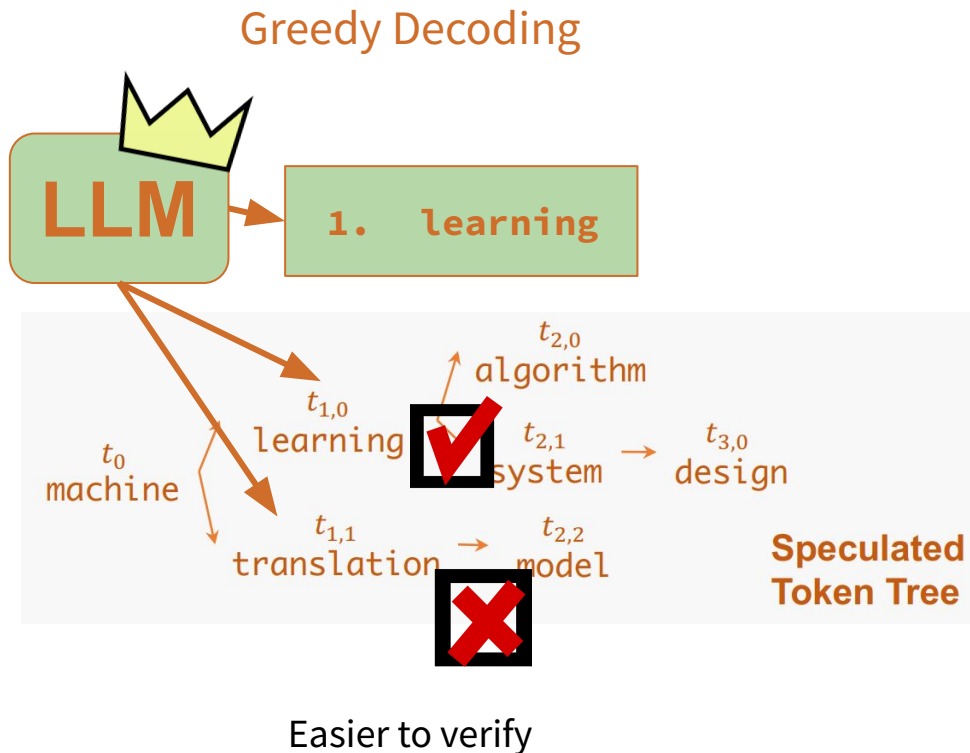 Greedy Decoding
LLM
1. learning
t2,0
algorithm
t1,0
learning
t2,1
system
t3,0
design
t0
machine
t1,1
translation
t2,2
model
Speculated
Token Tree
Easier to verify